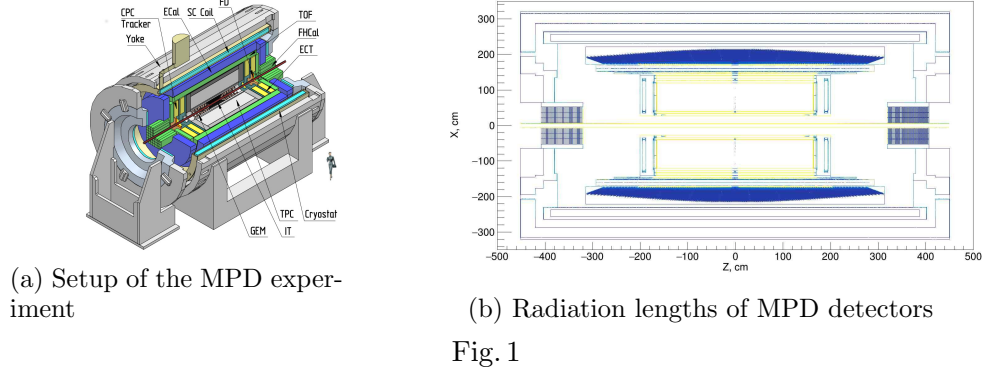 CPC ECal SC Coil FD TOF
Tracker
Yoke
FHCal
ECT
TPC Cryostat
GEM IT
(a) Setup of the MPD exper-
iment
X, cm
300
200
100
0
−100
−200
−300
−500 −400 −300 −200 −100 0 100 200 300 400 500
Z, cm
(b) Radiation lengths of MPD detectors
Fig. 1